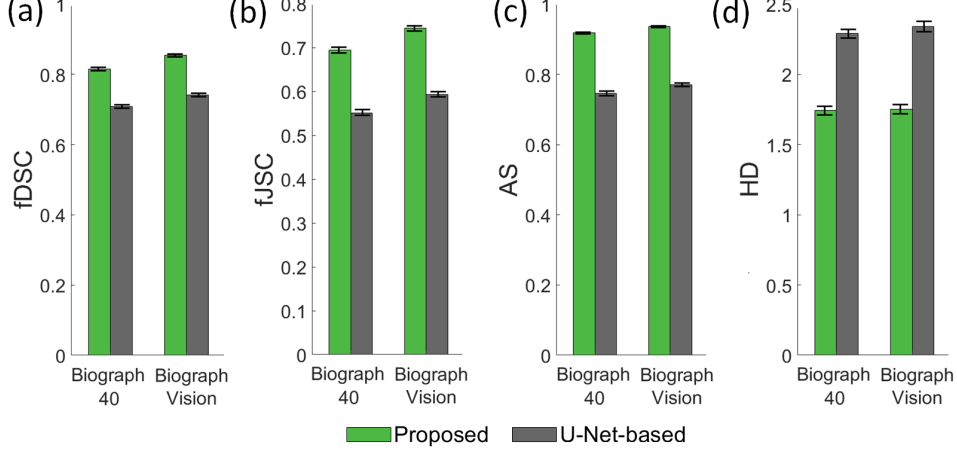 (a)
1
0.8
0.6
0.4
0.2
0
fDSC
Biograph
40
Biograph
Vision
(b)
0.8
0.7
0.6
0.5
0.4
0.3
0.2
0.1
0
fJSC
Biograph
40
Biograph
Vision
(c)
1
0.8
0.6
0.4
0.2
0
AS
Biograph
40
Biograph
Vision
(d)
2.5
2
1.5
1
0.5
0
HD
Biograph
40
Biograph
Vision
Proposed
U-Net-based